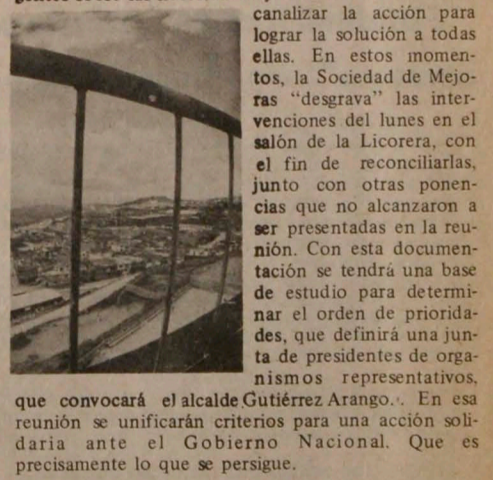 canalizar la acción para
lograr la solución a todas
ellas. En estos momen-
tos, la Sociedad de Mejo-
ras "desgrava" las inter-
venciones del lunes en el
salón de la Licorera, con
el fin de reconciliarlas,
junto con otras ponen-
cias que no alcanzaron a
ser presentadas en la reu-
nión. Con esta documen-
tación se tendrá una base
de estudio para determi-
nar el orden de priorida-
des, que definirá una jun-
ta de presidentes de orga-
nismos representativos,
que convocará el alcalde Gutiérrez Arango. En esa
reunión se unificarán criterios para una acción soli-
daria ante el Gobierno Nacional. Que es
precisamente lo que se persigue.